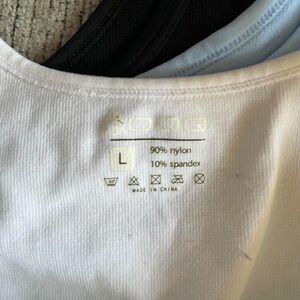 L
90% nylon
10% spandex
MADE IN CHINA